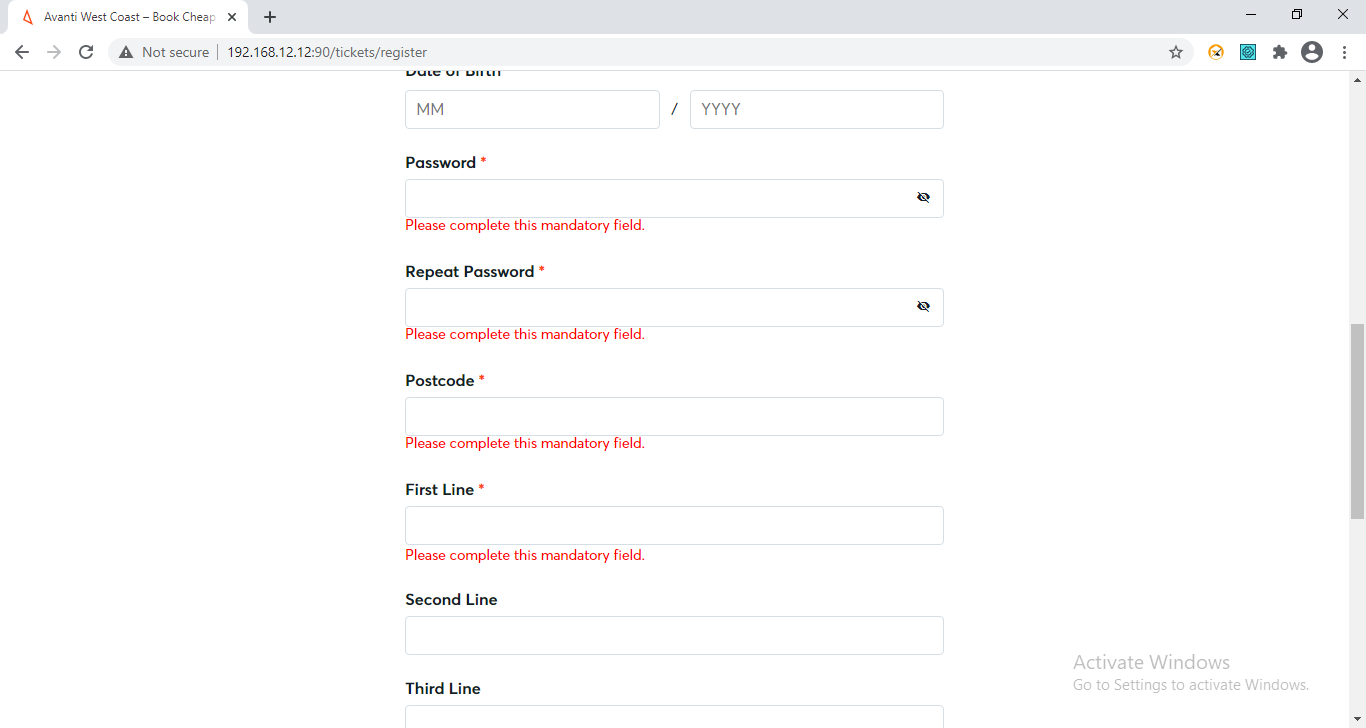 Avanti West Coast – Book Cheap
Not secure
192.168.12.12:90/tickets/register
Date of Birth
MM / YYYY
Password *
Please complete this mandatory field.
Repeat Password *
Please complete this mandatory field.
Postcode *
Please complete this mandatory field.
First Line *
Please complete this mandatory field.
Second Line
Third Line
Activate Windows
Go to Settings to activate Windows.